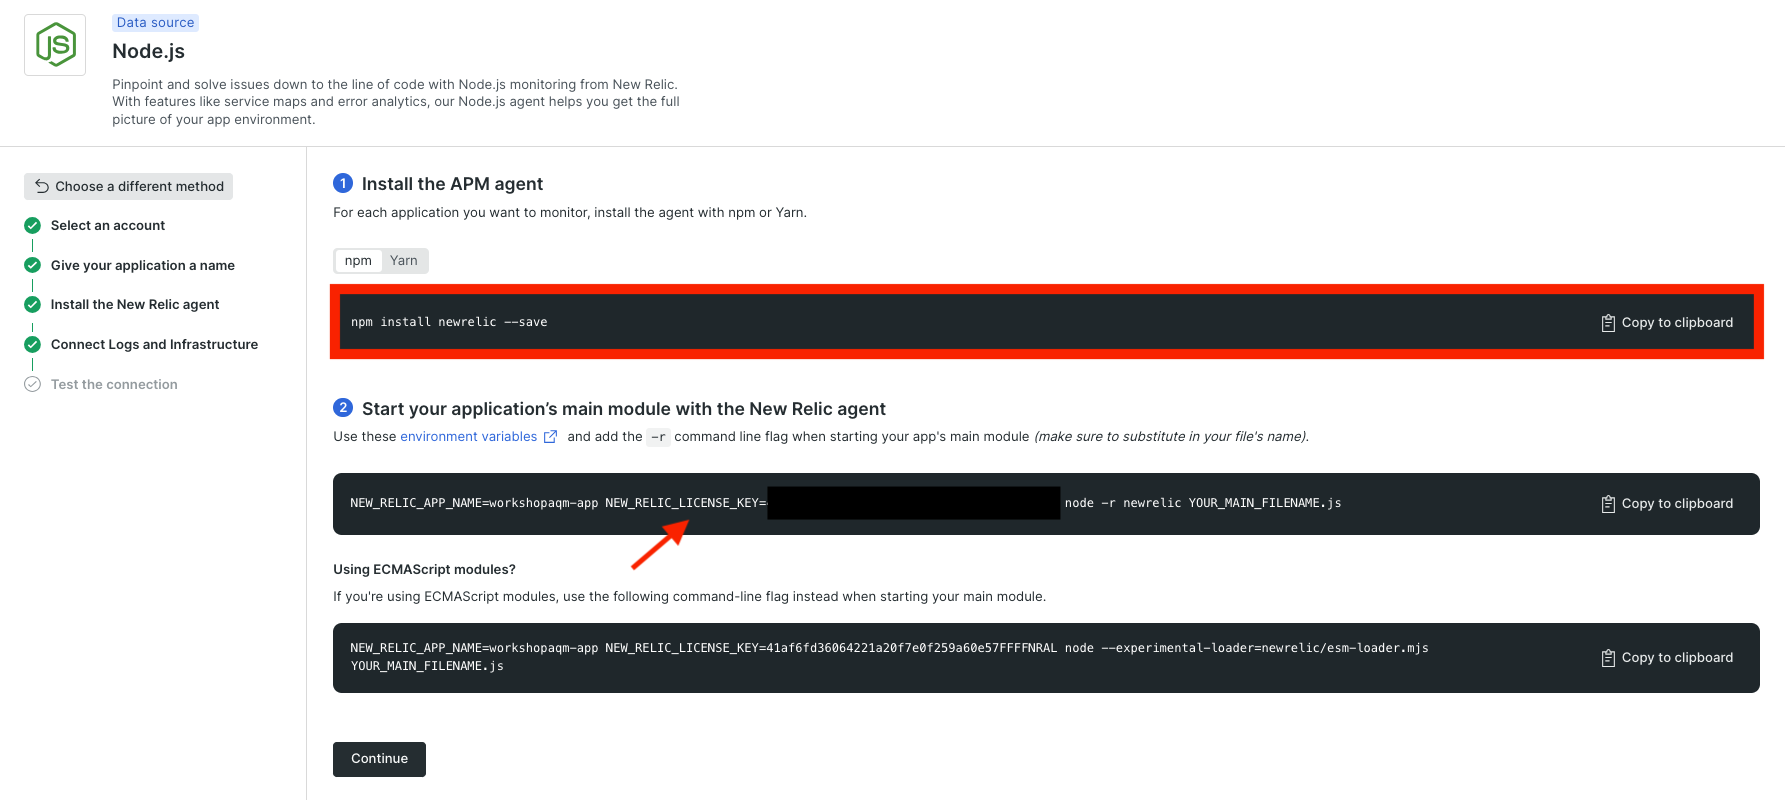 JS
Data source
Node.js
Pinpoint and solve issues down to the line of code with Node.js monitoring from New Relic.
With features like service maps and error analytics, our Node.js agent helps you get the full
picture of your app environment.
Choose a different method
Select an account
Give your application a name
Install the New Relic agent
Connect Logs and Infrastructure
Test the connection
1 Install the APM agent
For each application you want to monitor, install the agent with npm or Yarn.
npm Yarn
npm install newrelic --save Copy to clipboard
2 Start your application’s main module with the New Relic agent
Use these environment variables and add the -r command line flag when starting your app's main module (make sure to substitute in your file's name).
NEW_RELIC_APP_NAME=workshopaqm-app NEW_RELIC_LICENSE_KEY= node -r newrelic YOUR_MAIN_FILENAME.js Copy to clipboard
Using ECMAScript modules?
If you're using ECMAScript modules, use the following command-line flag instead when starting your main module.
NEW_RELIC_APP_NAME=workshopaqm-app NEW_RELIC_LICENSE_KEY=41af6fd36064221a20f7e0f259a60e57FFFFNRAL node --experimental-loader=newrelic/esm-loader.mjs
YOUR_MAIN_FILENAME.js Copy to clipboard
Continue